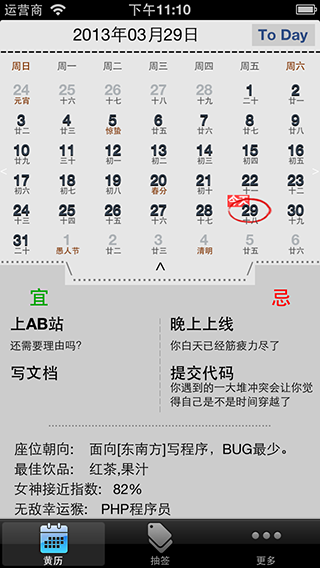 运营商 下午11:10
2013年03月29日 To Day
周日 周一 周二 周三 周四 周五 周六
24 25 26 27 28 1 2
元宵 十六 十七 十八 十九 二十 廿一
3 4 5 6 7 8 9
廿二 廿三 惊蛰 廿五 廿六 廿七 廿八
10 11 12 13 14 15 16
廿九 三十 初一 初二 初三 初四 初五
17 18 19 20 21 22 23
初六 初七 初八 春分 初十 十一 十二
今天
24 25 26 27 28 29 30
十三 十四 十五 十六 十七 十八 十九
31 1 2 3 4 5 6
二十 愚人节 廿二 廿三 清明 廿五 廿六
宜 忌
上AB站
还需要理由吗?
写文档
晚上上线
你白天已经筋疲力尽了
提交代码
你遇到的一大堆冲突会让你觉
得自己是不是时间穿越了
座位朝向: 面向[东南方]写程序，BUG最少。
最佳饮品: 红茶,果汁
女神接近指数: 82%
无敌幸运猴: PHP程序员
黄历 抽签 更多